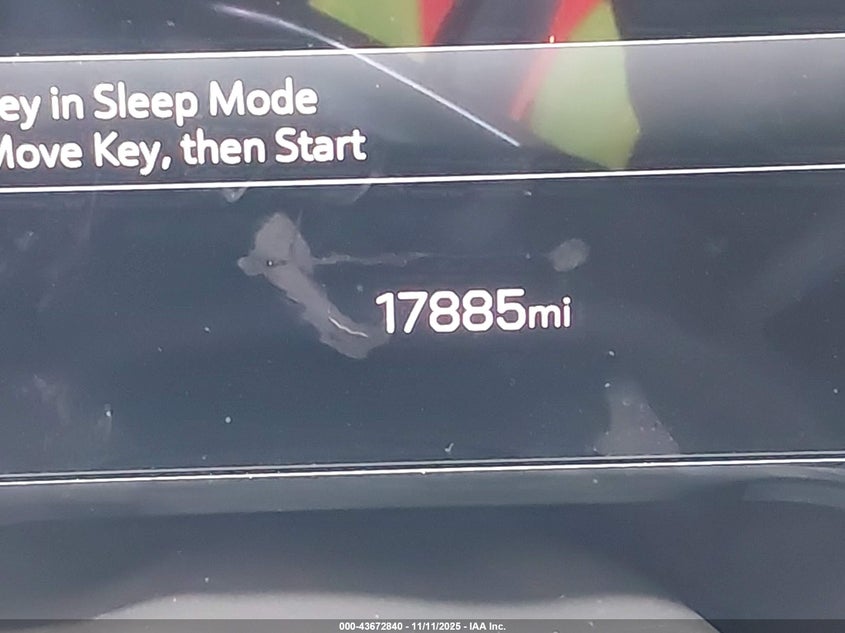 ey in Sleep Mode
Move Key, then Start
17885mi
000-43672840 - 11/11/2025 - IAA Inc.